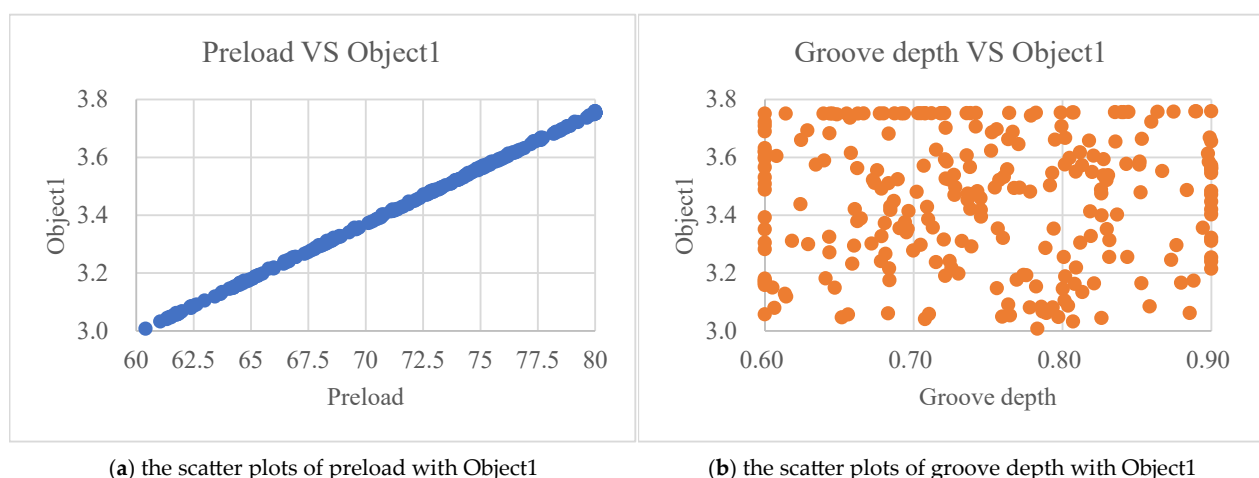 Preload VS Object1
Object1
3.8
3.6
3.4
3.2
3.0
60 62.5 65 67.5 70 72.5 75 77.5 80
Preload
(a) the scatter plots of preload with Object1
Groove depth VS Object1
Object1
3.8
3.6
3.4
3.2
3.0
0.60 0.70 0.80 0.90
Groove depth
(b) the scatter plots of groove depth with Object1